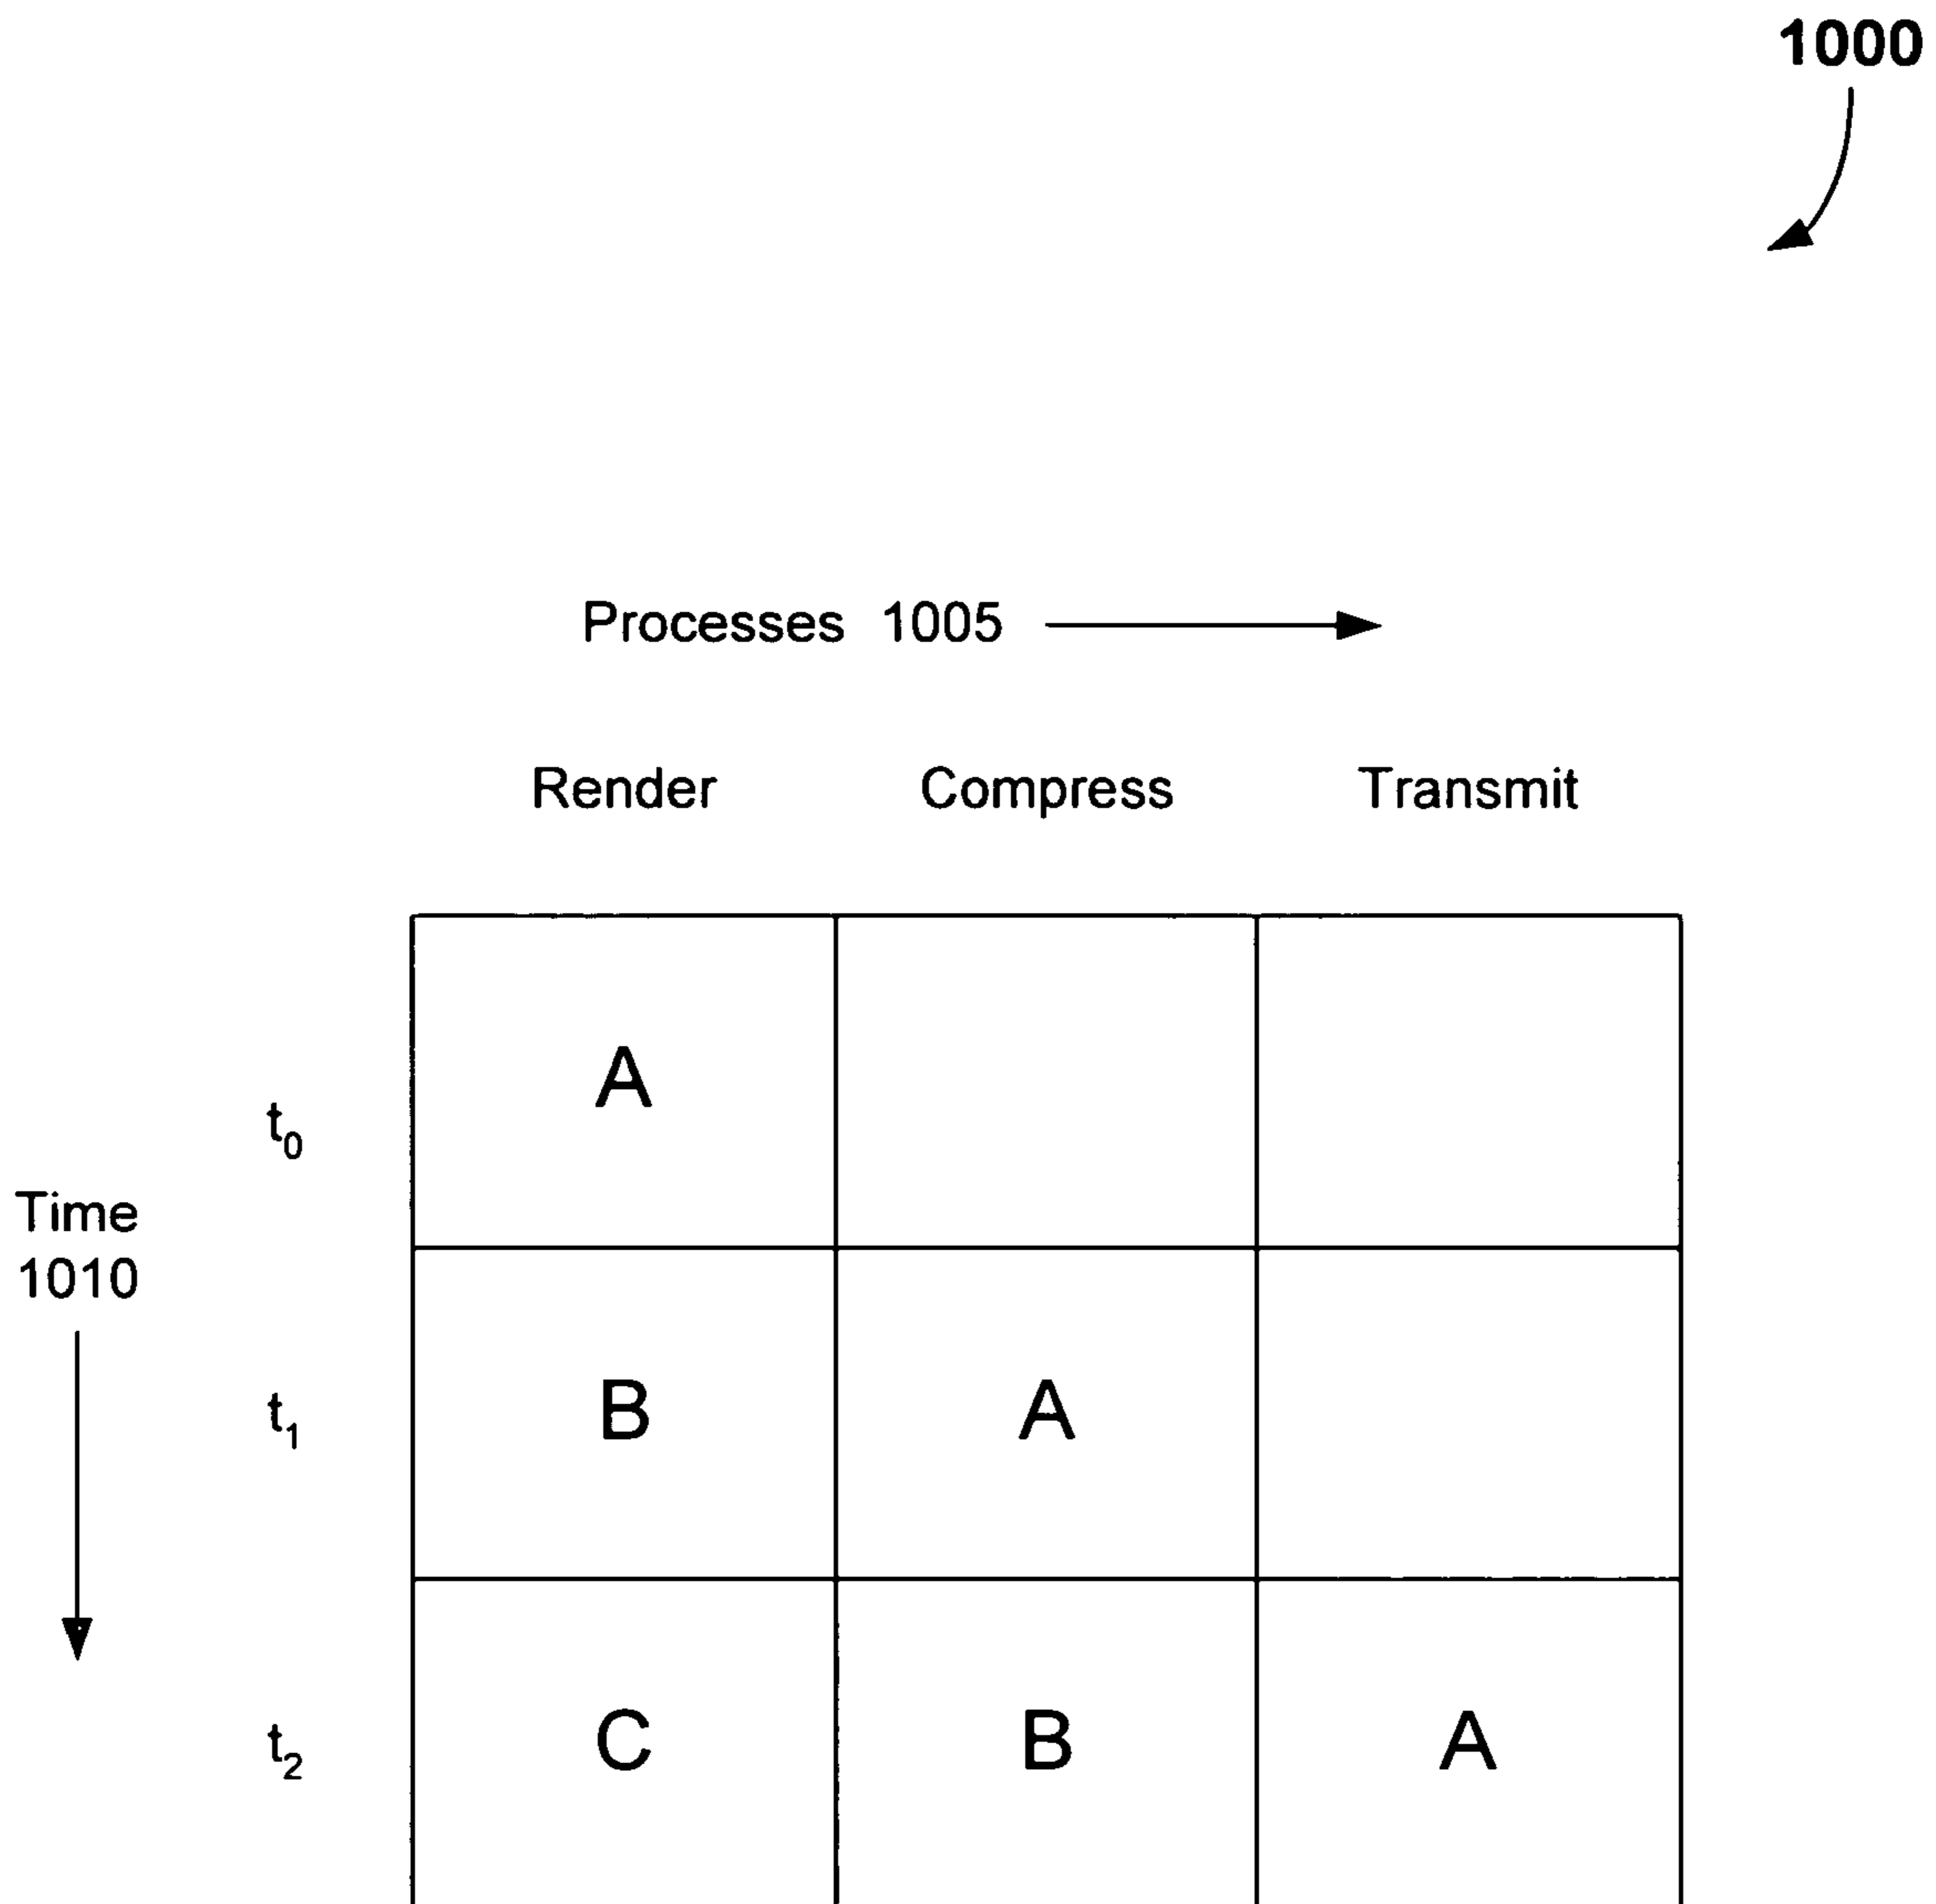 1000
Processes 1005
Render Compress Transmit
A
t0
Time
1010
t1 B A
t2 C B A